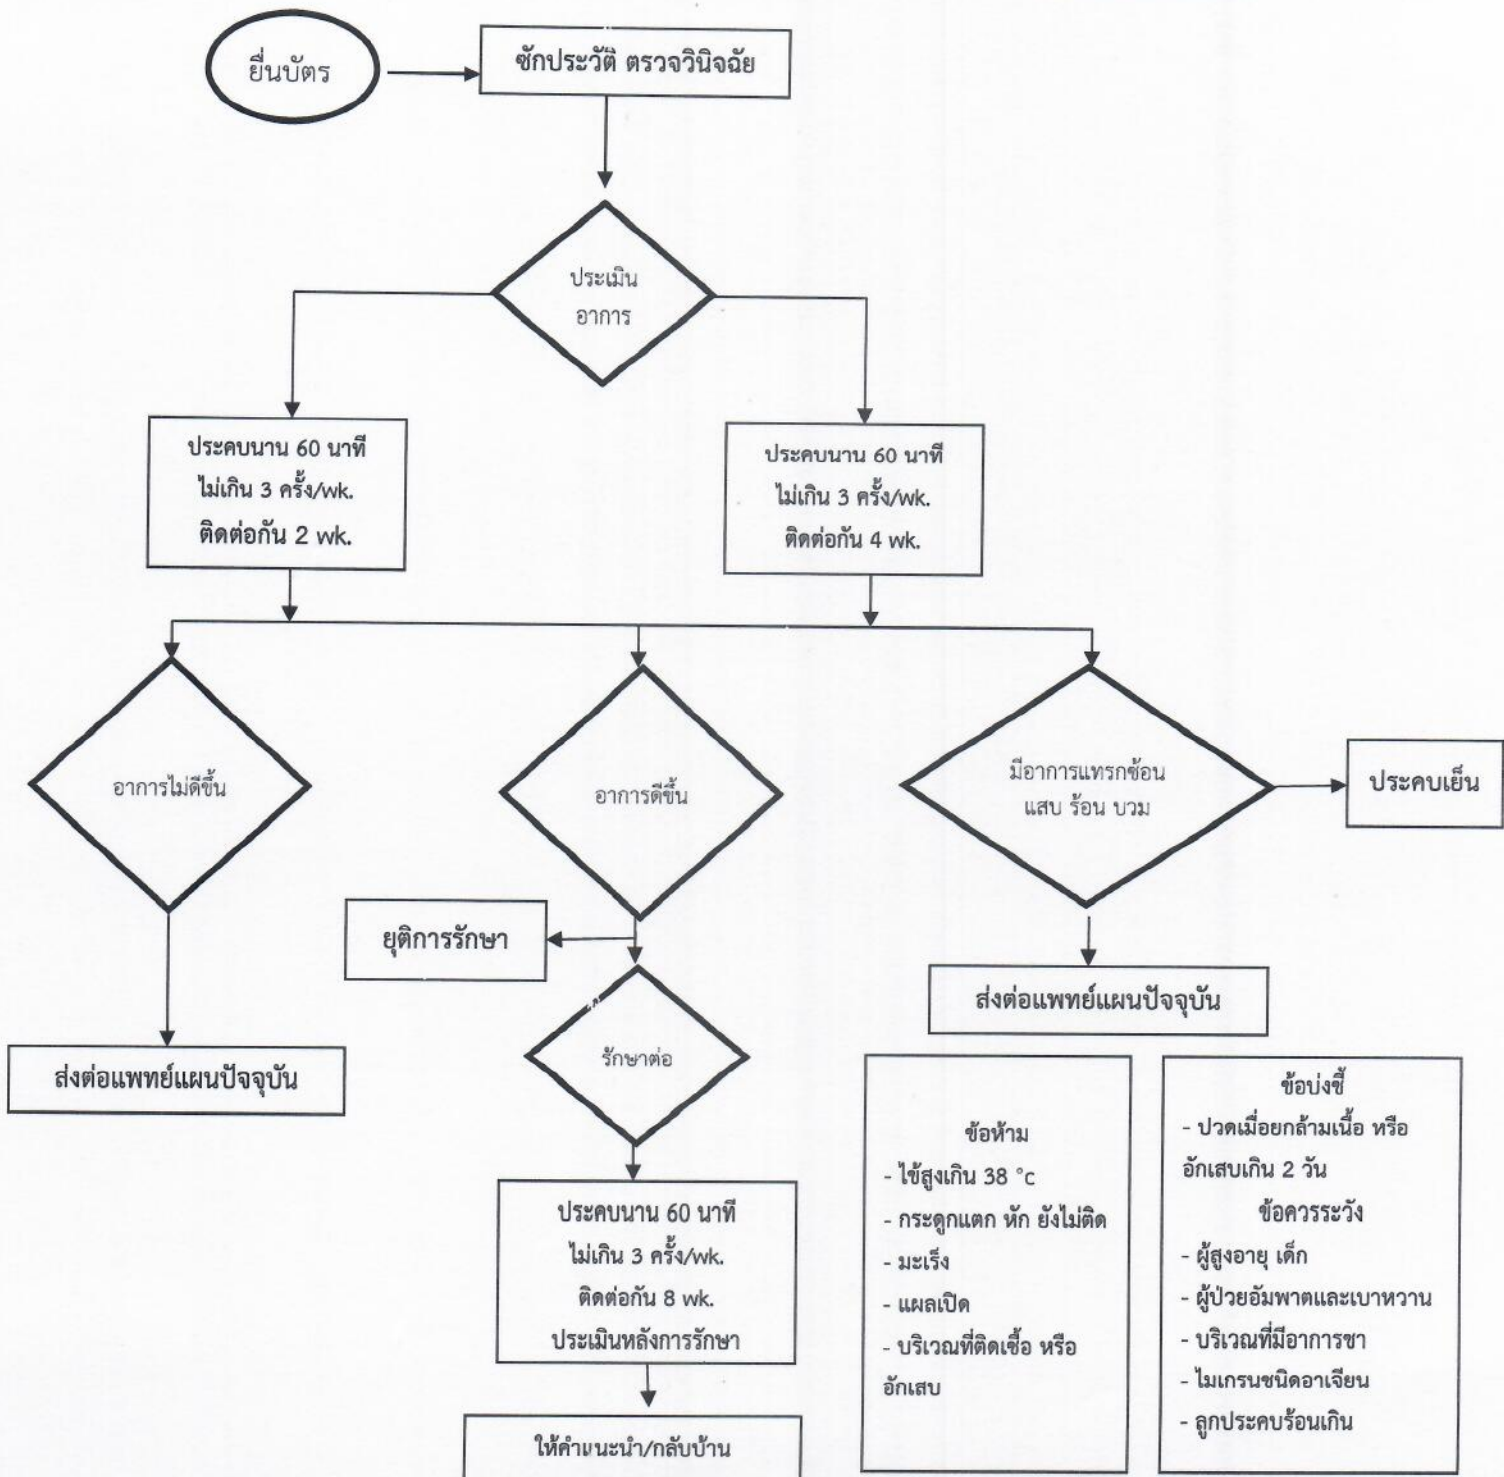 ยื่นบัตร
ซักประวัติ ตรวจวินิจฉัย
ประเมิน
อาการ
ประคบนาน 60 นาที
ไม่เกิน 3 ครั้ง/wk.
ติดต่อกัน 2 wk.
ประคบนาน 60 นาที
ไม่เกิน 3 ครั้ง/wk.
ติดต่อกัน 4 wk.
อาการไม่ดีขึ้น
อาการดีขึ้น
มีอาการแทรกซ้อน
แสบ ร้อน บวม
ประคบเย็น
ยุติการรักษา
ส่งต่อแพทย์แผนปัจจุบัน
รักษาต่อ
ส่งต่อแพทย์แผนปัจจุบัน
ประคบนาน 60 นาที
ไม่เกิน 3 ครั้ง/wk.
ติดต่อกัน 8 wk.
ประเมินหลังการรักษา
ให้คำแนะนำ/กลับบ้าน
ข้อห้าม
- ไข้สูงเกิน 38 °c
- กระดูกแตก หัก ยังไม่ติด
- มะเร็ง
- แผลเปิด
- บริเวณที่ติดเชื้อ หรือ
อักเสบ
ข้อบ่งชี้
- ปวดเมื่อยกล้ามเนื้อ หรือ
อักเสบเกิน 2 วัน
ข้อควรระวัง
- ผู้สูงอายุ เด็ก
- ผู้ป่วยอัมพาตและเบาหวาน
- บริเวณที่มีอาการชา
- ไมเกรนชนิดอาเจียน
- ลูกประคบร้อนเกิน